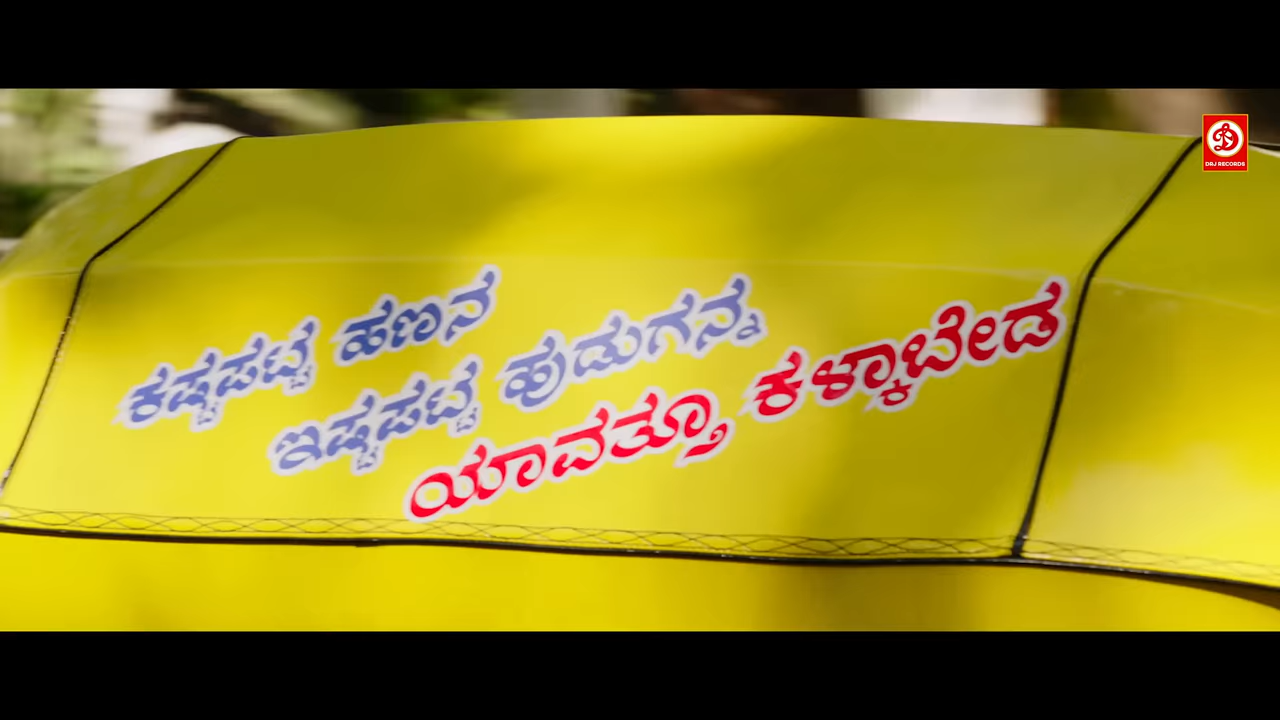 ಕಷ್ಟಪಟ್ಟ ಹಣನ
ಇಷ್ಟಪಟ್ಟ ಹುಡುಗನ್ನ
ಯಾವತ್ತೂ ಕಳ್ಕಾಬೇಡ
DRJ RECORDS